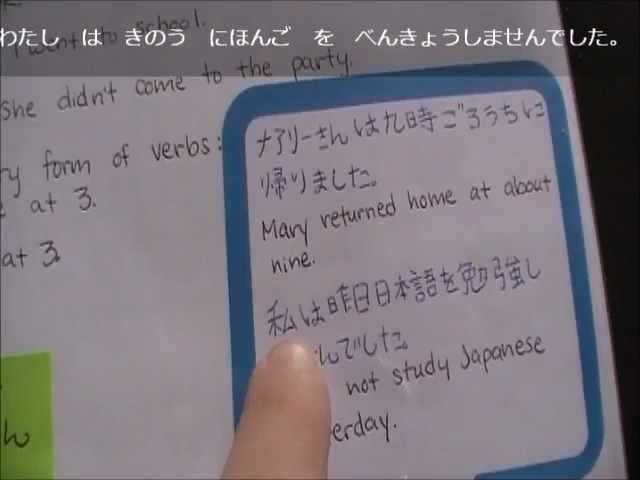 わたし は きのう にほんご を べんきょうしませんでした。
went to school.
she didn't come to the party.
ry form of verbs:
at 3.
at 3.
メアリーさんは九時ごろうちに
帰りました。
Mary returned home at about
nine.
私は昨日日本語を勉強し
んでした。
not study Japanese
erday.
ん